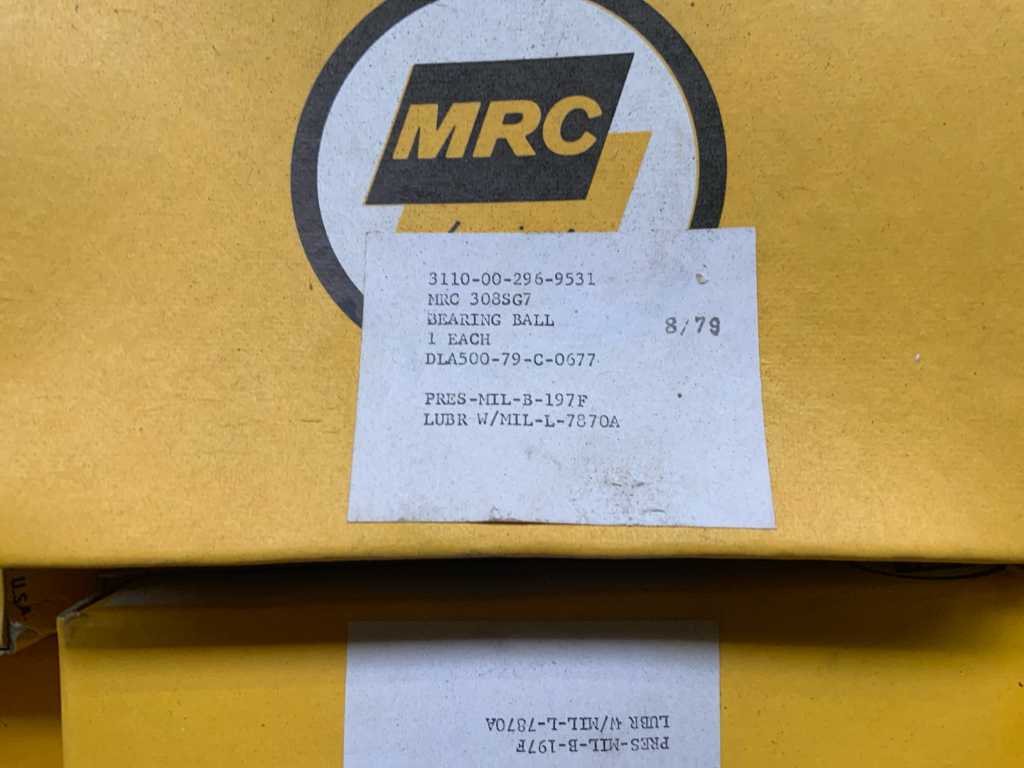 MRC
3110-00-296-9531
MRC 308SG7
BEARING BALL
8/79
1 EACH
DLA500-79-C-0677
PRES-MIL-B-197F
LUBR W/MIL-L-7870A
U.S.A.
PRES-MIL-B-197F
LUBR W/MIL-L-7870A